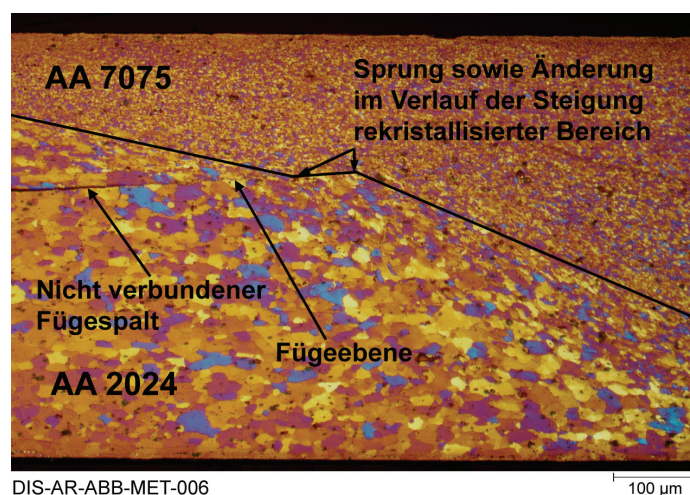 AA 7075
Sprung sowie Änderung
im Verlauf der Steigung
rekristallisierter Bereich
Nicht verbundener
Fügespalt
Fügeebene
AA 2024
DIS-AR-ABB-MET-006
100 µm